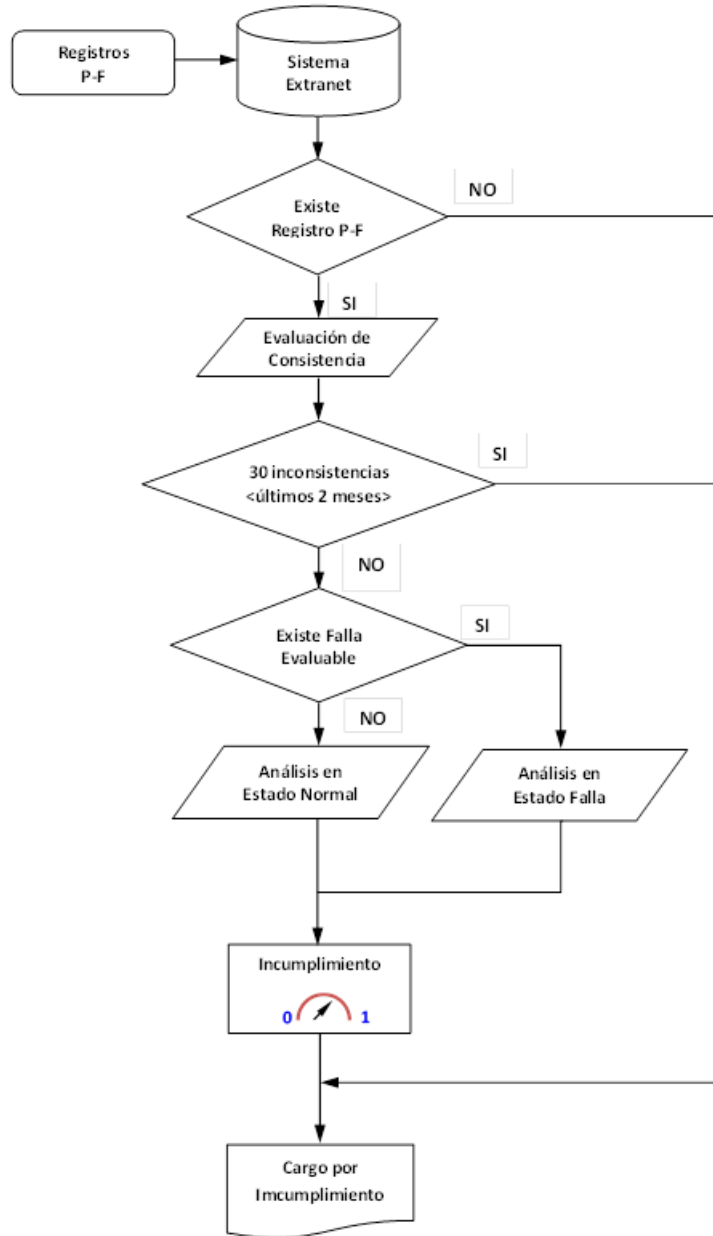 Registros
P-F
Sistema
Extranet
NO
Existe
Registro P-F
SI
Evaluación de
Consistencia
SI
30 inconsistencias
<últimos 2 meses>
NO
Existe Falla
Evaluable
SI
NO
Análisis en
Estado Normal
Análisis en
Estado Falla
Incumplimiento
0 1
Cargo por
Imcumplimiento